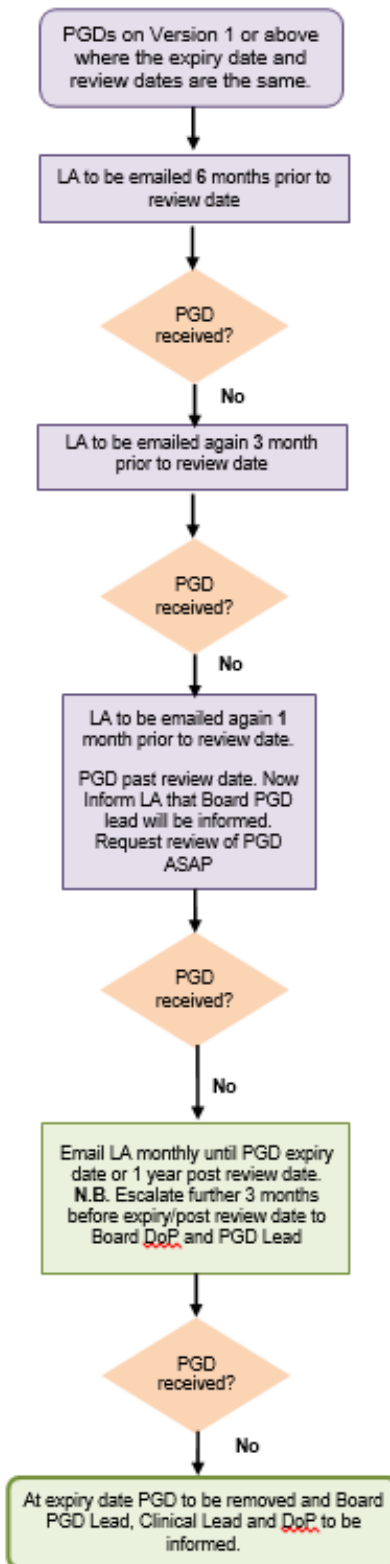 PGDs on Version 1 or above
where the expiry date and
review dates are the same.
LA to be emailed 6 months prior to
review date
PGD
received?
No
LA to be emailed again 3 month
prior to review date
PGD
received?
No
LA to be emailed again 1
month prior to review date.
PGD past review date. Now
Inform LA that Board PGD
lead will be informed.
Request review of PGD
ASAP
PGD
received?
No
Email LA monthly until PGD expiry
date or 1 year post review date.
N.B. Escalate further 3 months
before expiry/post review date to
Board DoP and PGD Lead
PGD
received?
No
At expiry date PGD to be removed and Board
PGD Lead, Clinical Lead and DoP to be
informed.